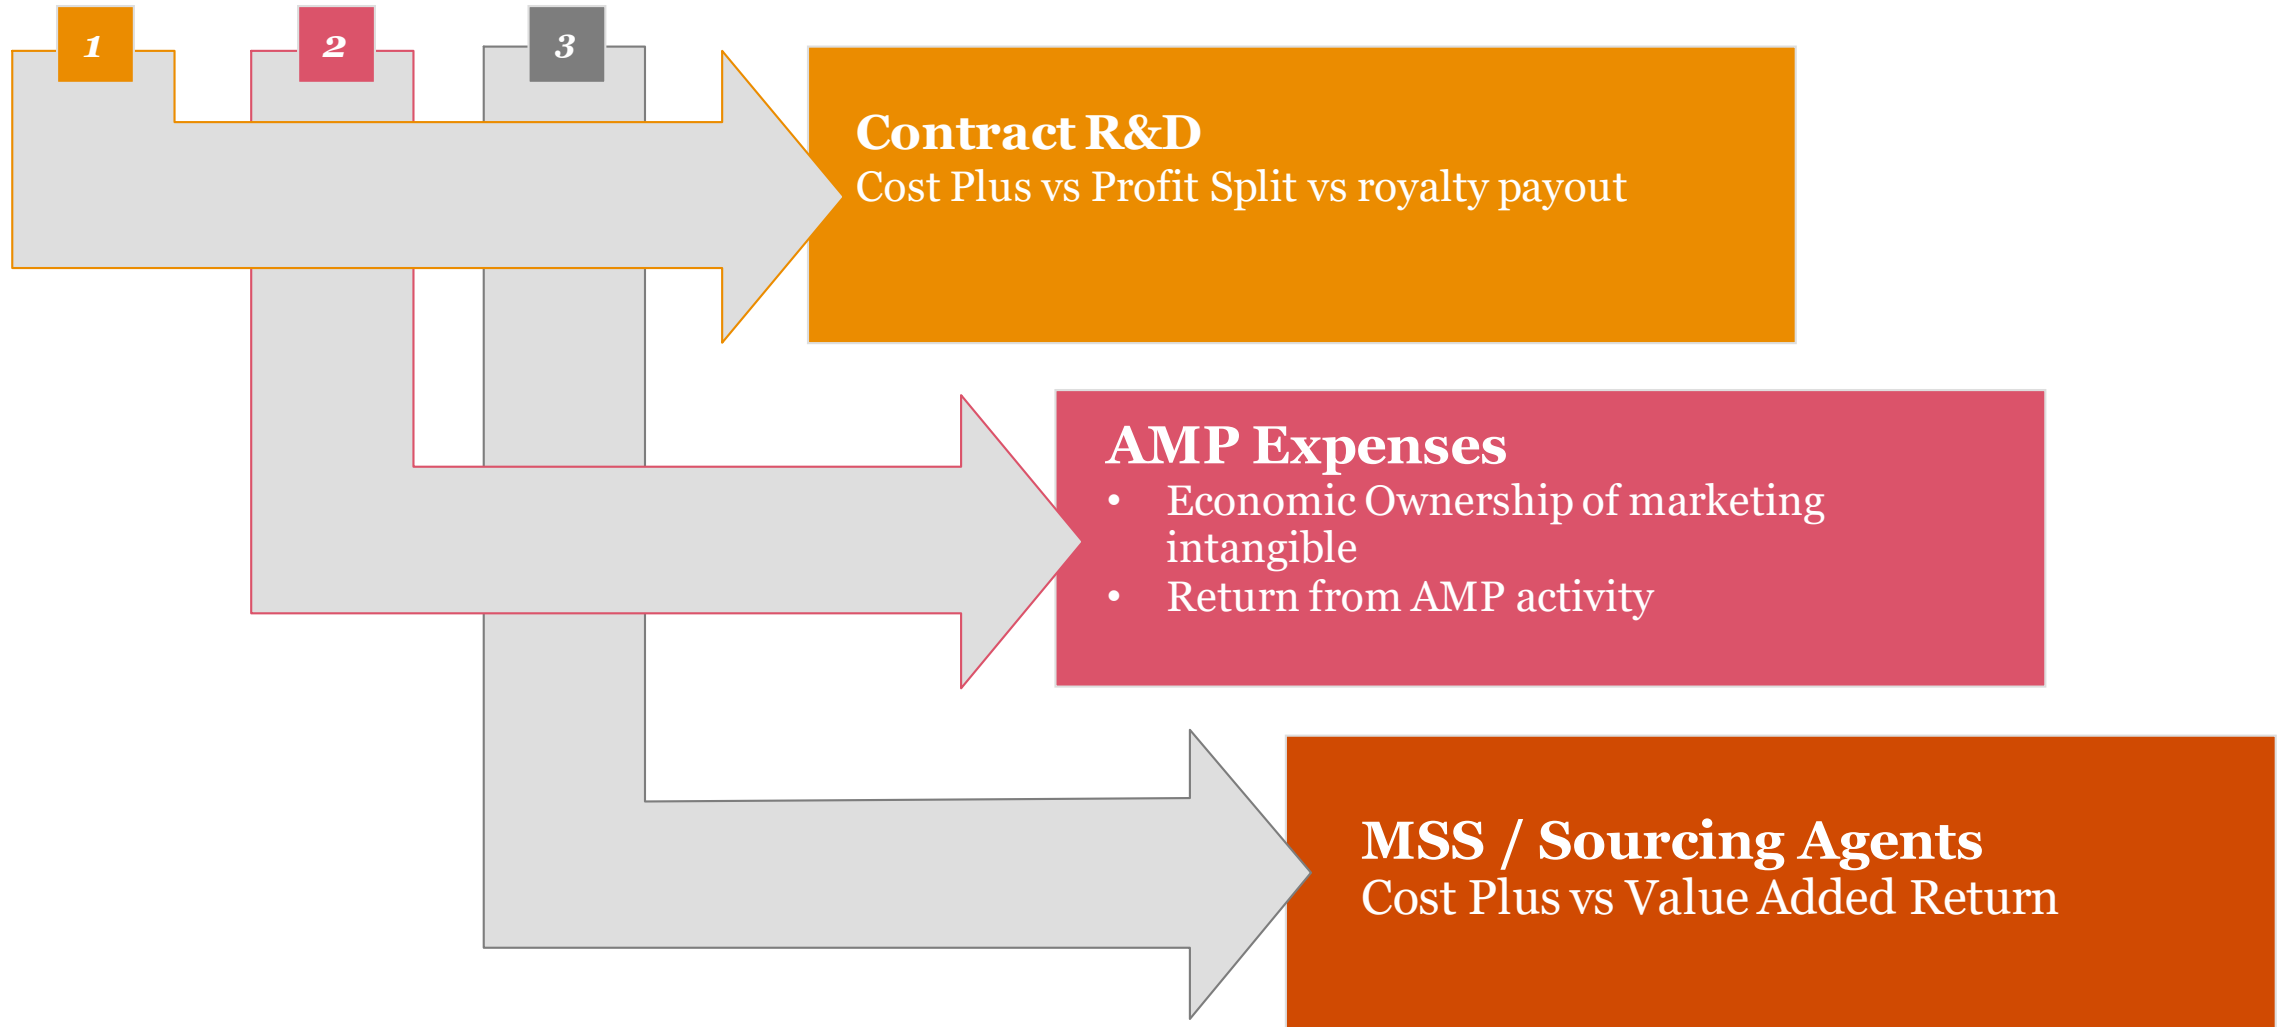 1
2
3
Contract R&D
Cost Plus vs Profit Split vs royalty payout
AMP Expenses
• Economic Ownership of marketing
intangible
• Return from AMP activity
MSS / Sourcing Agents
Cost Plus vs Value Added Return